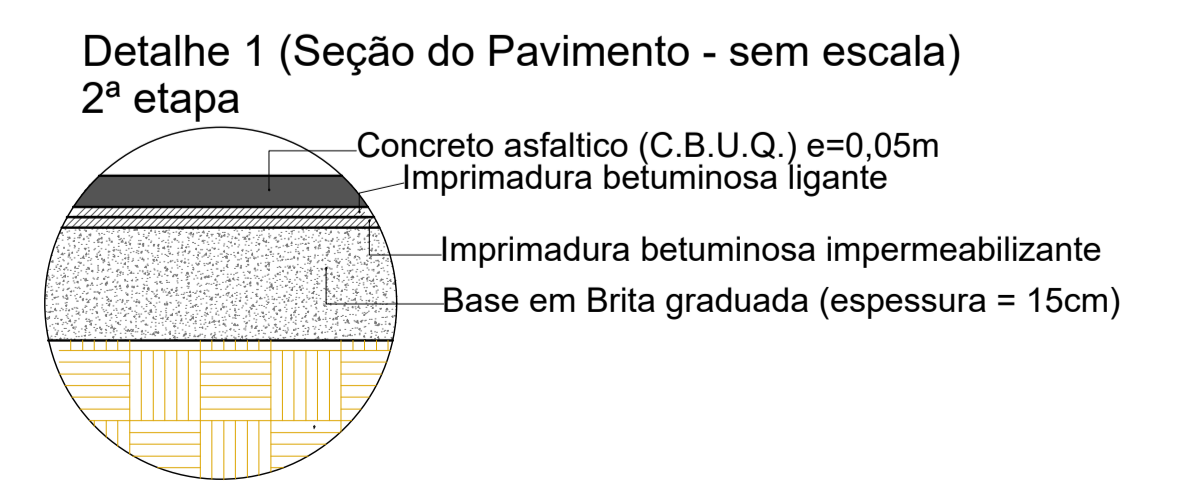 Detalhe 1 (Seção do Pavimento - sem escala)
2ª etapa
Concreto asfaltico (C.B.U.Q.) e=0,05m
Imprimadura betuminosa ligante
Imprimadura betuminosa impermeabilizante
Base em Brita graduada (espessura = 15cm)